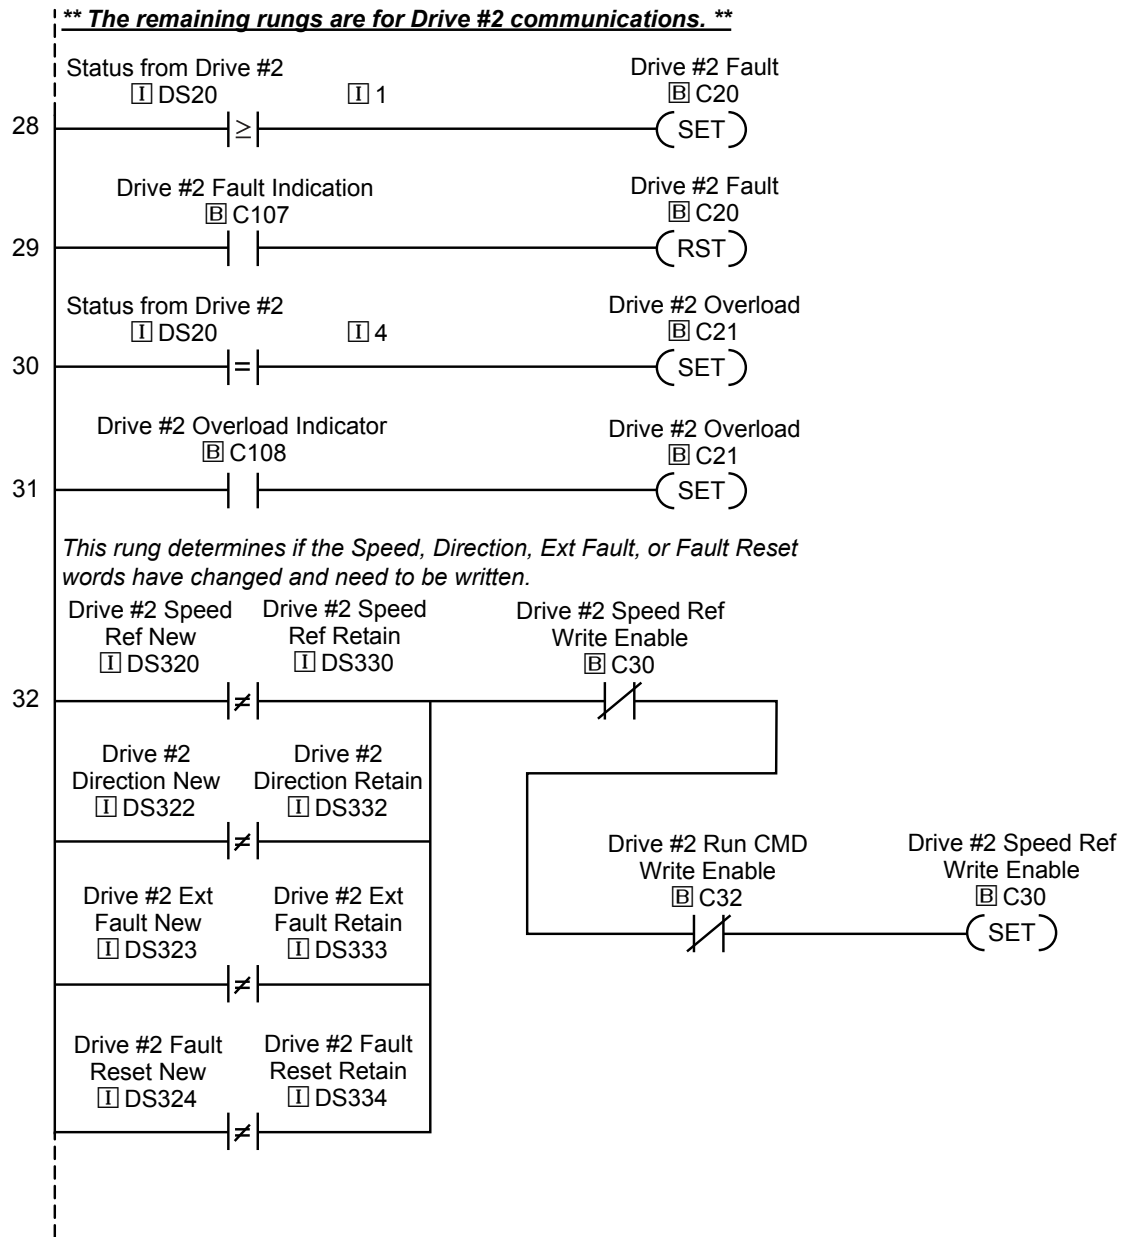 ** The remaining rungs are for Drive #2 communications. **
Status from Drive #2
I DS20 I 1
Drive #2 Fault
B C20
28
≥
SET
Drive #2 Fault Indication
B C107
Drive #2 Fault
B C20
29
RST
Status from Drive #2
I DS20 I 4
Drive #2 Overload
B C21
30
=
SET
Drive #2 Overload Indicator
B C108
Drive #2 Overload
B C21
31
SET
This rung determines if the Speed, Direction, Ext Fault, or Fault Reset
words have changed and need to be written.
Drive #2 Speed
Ref New
I DS320
Drive #2 Speed
Ref Retain
I DS330
Drive #2 Speed Ref
Write Enable
B C30
32
≠
Drive #2
Direction New
I DS322
Drive #2
Direction Retain
I DS332
≠
Drive #2 Run CMD
Write Enable
B C32
Drive #2 Speed Ref
Write Enable
B C30
SET
Drive #2 Ext
Fault New
I DS323
Drive #2 Ext
Fault Retain
I DS333
≠
Drive #2 Fault
Reset New
I DS324
Drive #2 Fault
Reset Retain
I DS334
≠